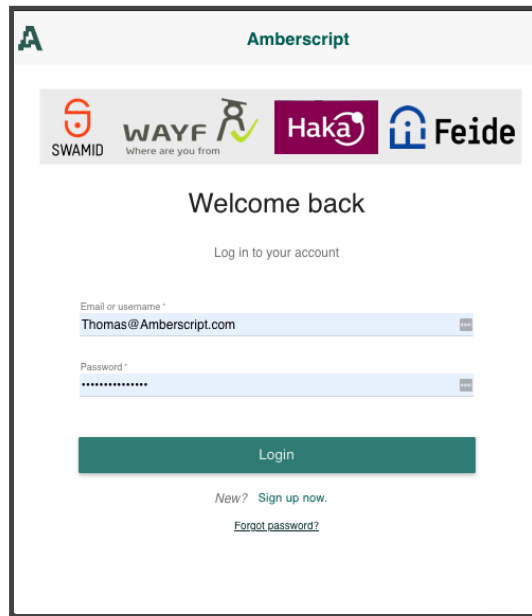 Amberscript
SWAMID
WAYF
Where are you from
Haka
Feide
Welcome back
Log in to your account
Email or username *
Thomas@Amberscript.com
Password *
•••••••••••••••
Login
New? Sign up now.
Forgot password?